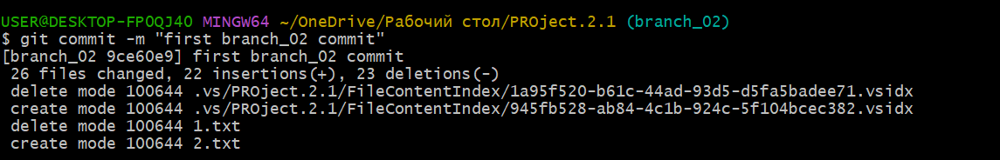 USER@DESKTOP-FP0QJ40 MINGW64 ~/OneDrive/Рабочий стол/PROject.2.1 (branch_02)
$ git commit -m "first branch_02 commit"
[branch_02 9ce60e9] first branch_02 commit
 26 files changed, 22 insertions(+), 23 deletions(-)
 delete mode 100644 .vs/PROject.2.1/FileContentIndex/1a95f520-b61c-44ad-93d5-d5fa5badee71.vsidx
 create mode 100644 .vs/PROject.2.1/FileContentIndex/945fb528-ab84-4c1b-924c-5f104bcec382.vsidx
 delete mode 100644 1.txt
 create mode 100644 2.txt